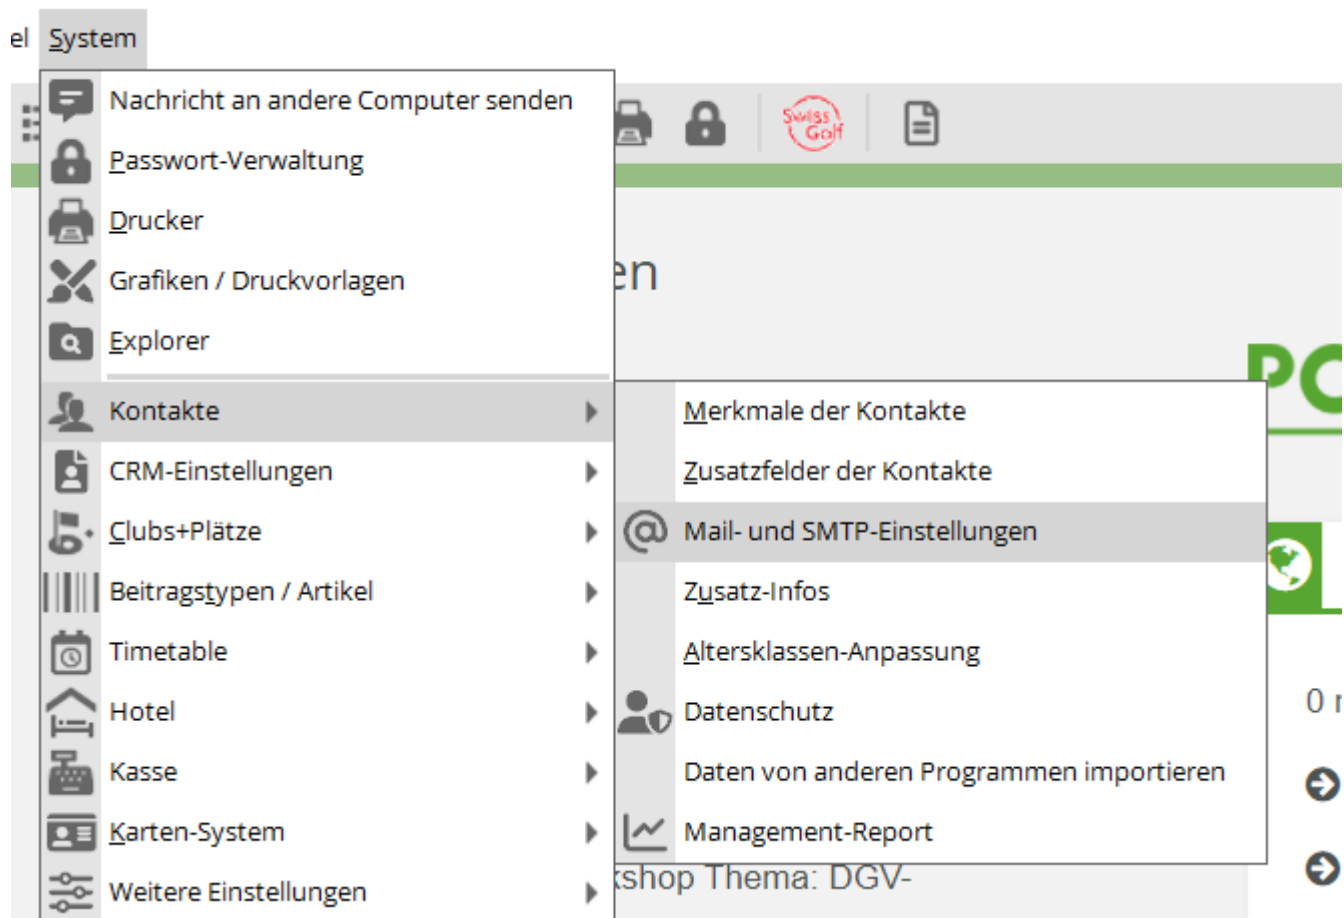 el System
Nachricht an andere Computer senden
Swiss Golf
Passwort-Verwaltung
Drucker
Grafiken / Druckvorlagen
en
Explorer
Kontakte
Merkmale der Kontakte
CRM-Einstellungen
Zusatzfelder der Kontakte
Clubs+Plätze
Mail- und SMTP-Einstellungen
Beitragstypen / Artikel
Zusatz-Infos
Timetable
Altersklassen-Anpassung
Hotel
Datenschutz
0
Kasse
Daten von anderen Programmen importieren
Karten-System
Management-Report
Weitere Einstellungen
kshop Thema: DGV-